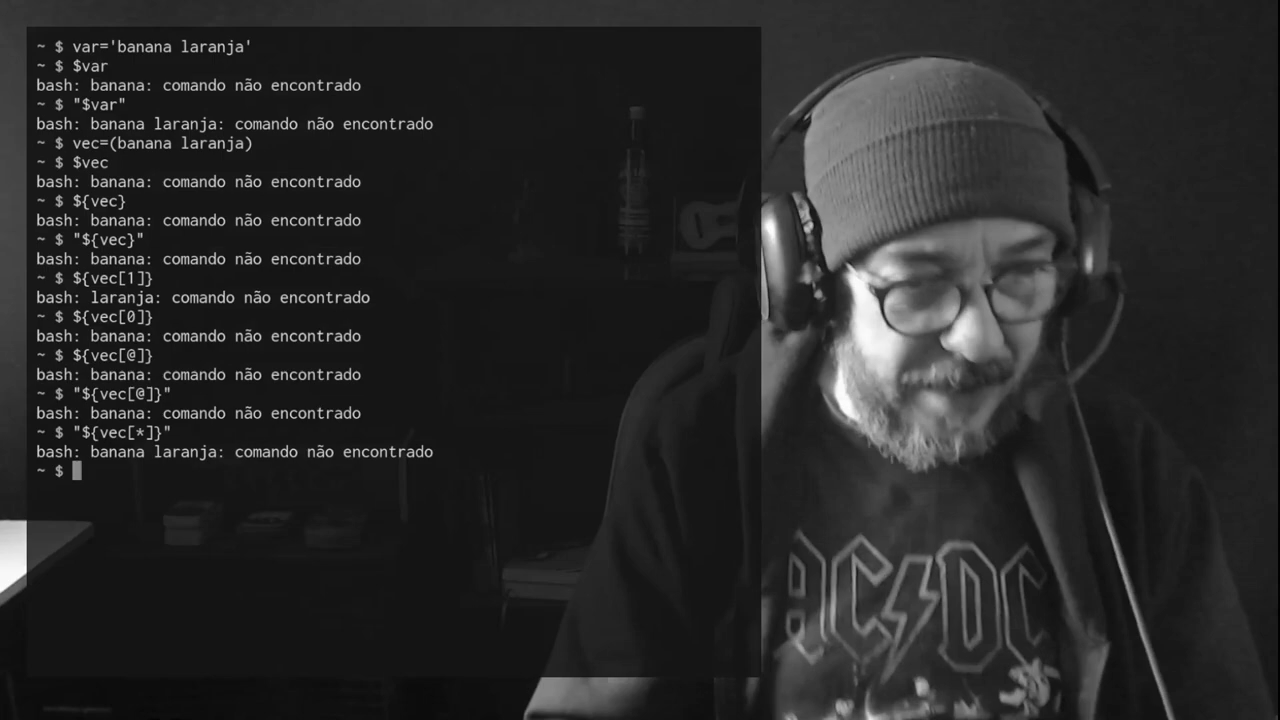 ~ $ var='banana laranja'
~ $ $var
bash: banana: comando não encontrado
~ $ "$var"
bash: banana laranja: comando não encontrado
~ $ vec=(banana laranja)
~ $ $vec
bash: banana: comando não encontrado
~ $ ${vec}
bash: banana: comando não encontrado
~ $ "${vec}"
bash: banana: comando não encontrado
~ $ ${vec[1]}
bash: laranja: comando não encontrado
~ $ ${vec[0]}
bash: banana: comando não encontrado
~ $ ${vec[@]}
bash: banana: comando não encontrado
~ $ "${vec[@]}"
bash: banana: comando não encontrado
~ $ "${vec[*]}"
bash: banana laranja: comando não encontrado
~ $
AC⚡DC